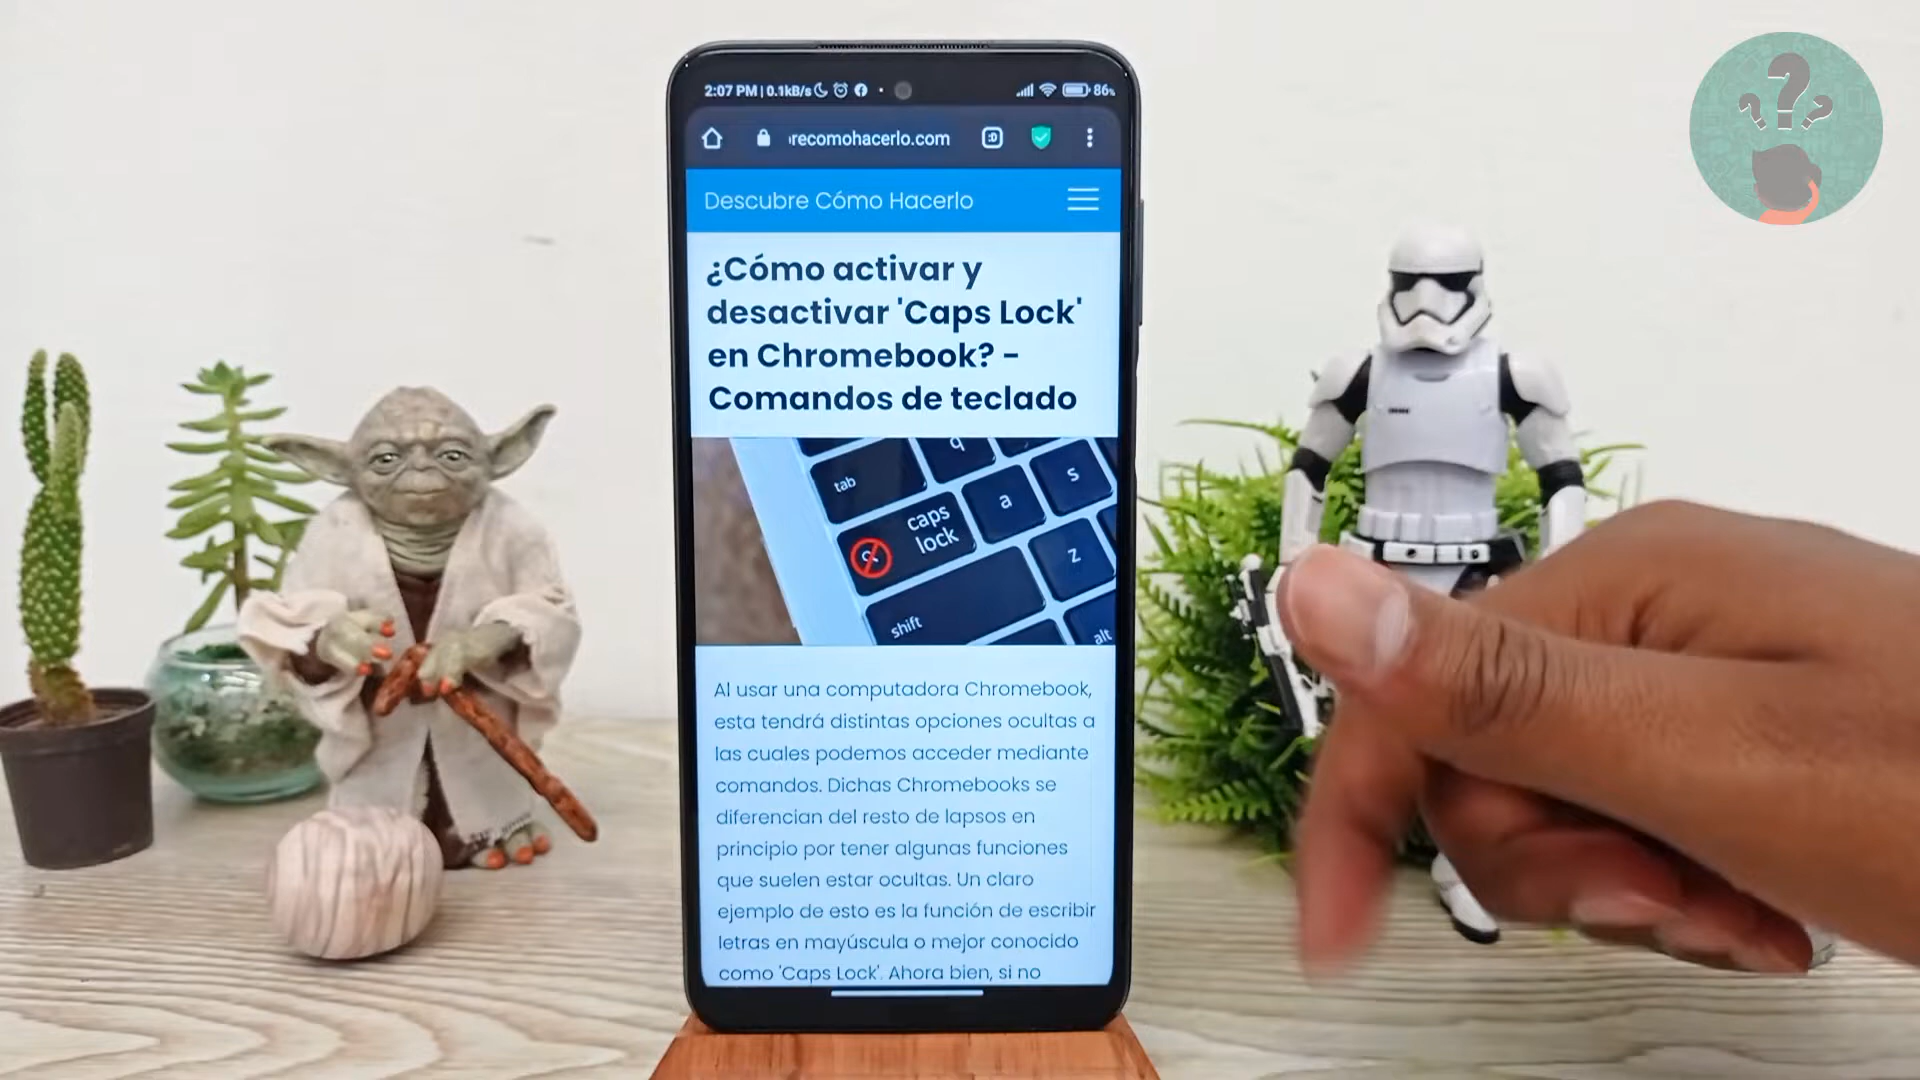 2:07 PM | 0.1kB/s
86%
:D
recomohacerlo.com
Descubre Cómo Hacerlo
¿Cómo activar y
desactivar 'Caps Lock'
en Chromebook? -
Comandos de teclado
q
tab
s
a
caps
lock
z
shift
alt
Al usar una computadora Chromebook,
esta tendrá distintas opciones ocultas a
las cuales podemos acceder mediante
comandos. Dichas Chromebooks se
diferencian del resto de lapsos en
principio por tener algunas funciones
que suelen estar ocultas. Un claro
ejemplo de esto es la función de escribir
letras en mayúscula o mejor conocido
como 'Caps Lock'. Ahora bien, si no